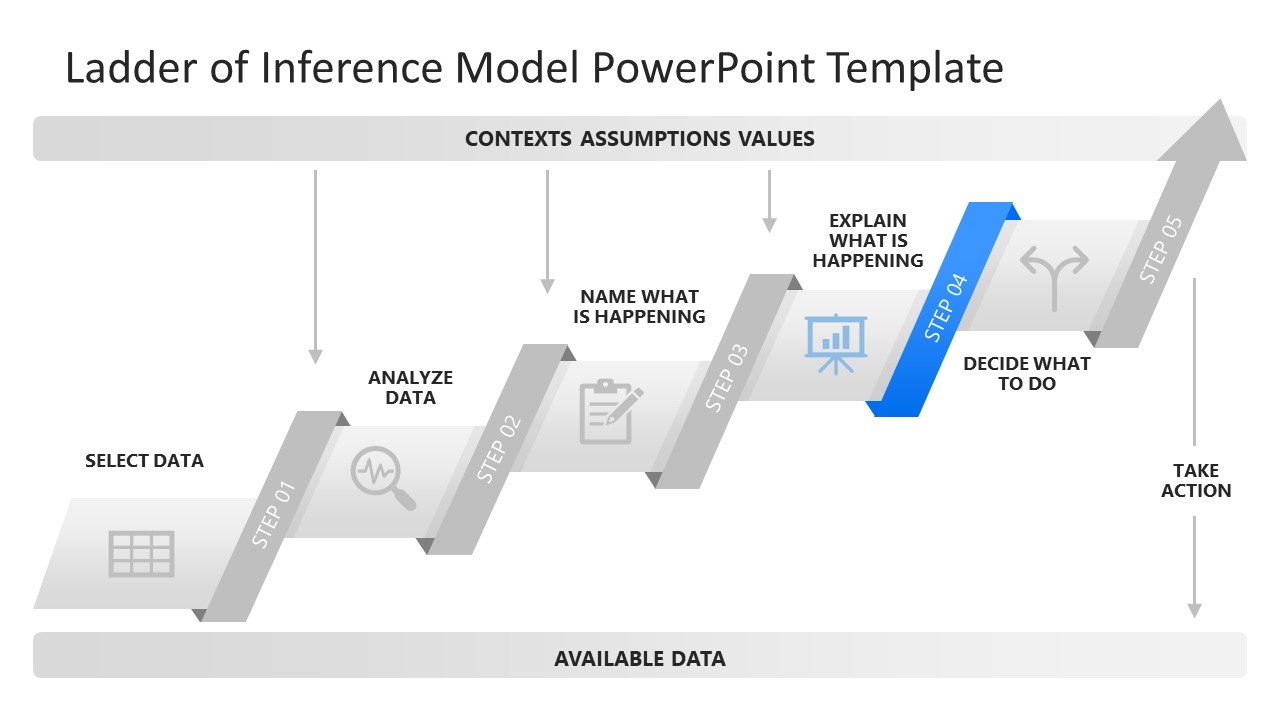 Ladder of Inference Model PowerPoint Template
CONTEXTS ASSUMPTIONS VALUES
SELECT DATA
STEP 01
ANALYZE
DATA
STEP 02
NAME WHAT
IS HAPPENING
STEP 03
EXPLAIN
WHAT IS
HAPPENING
STEP 04
DECIDE WHAT
TO DO
STEP 05
TAKE
ACTION
AVAILABLE DATA